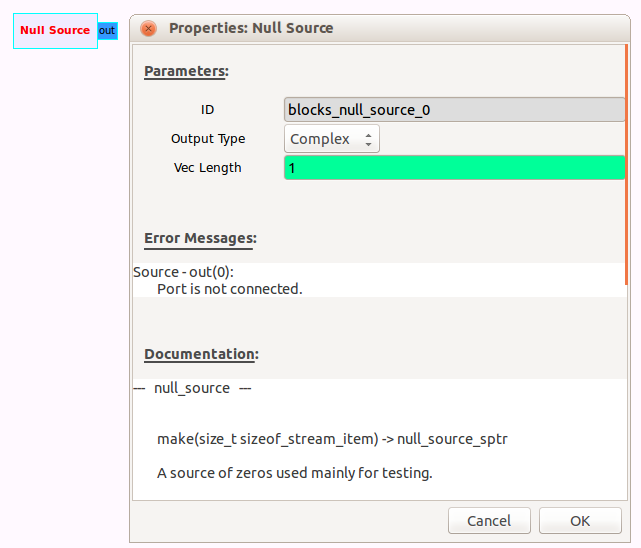 Null Source
out
Properties: Null Source
Parameters:
ID
blocks_null_source_0
Output Type
Complex
Vec Length
1
Error Messages:
Source - out(0):
Port is not connected.
Documentation:
--- null_source ---
make(size_t sizeof_stream_item) -> null_source_sptr
A source of zeros used mainly for testing.
Cancel
OK